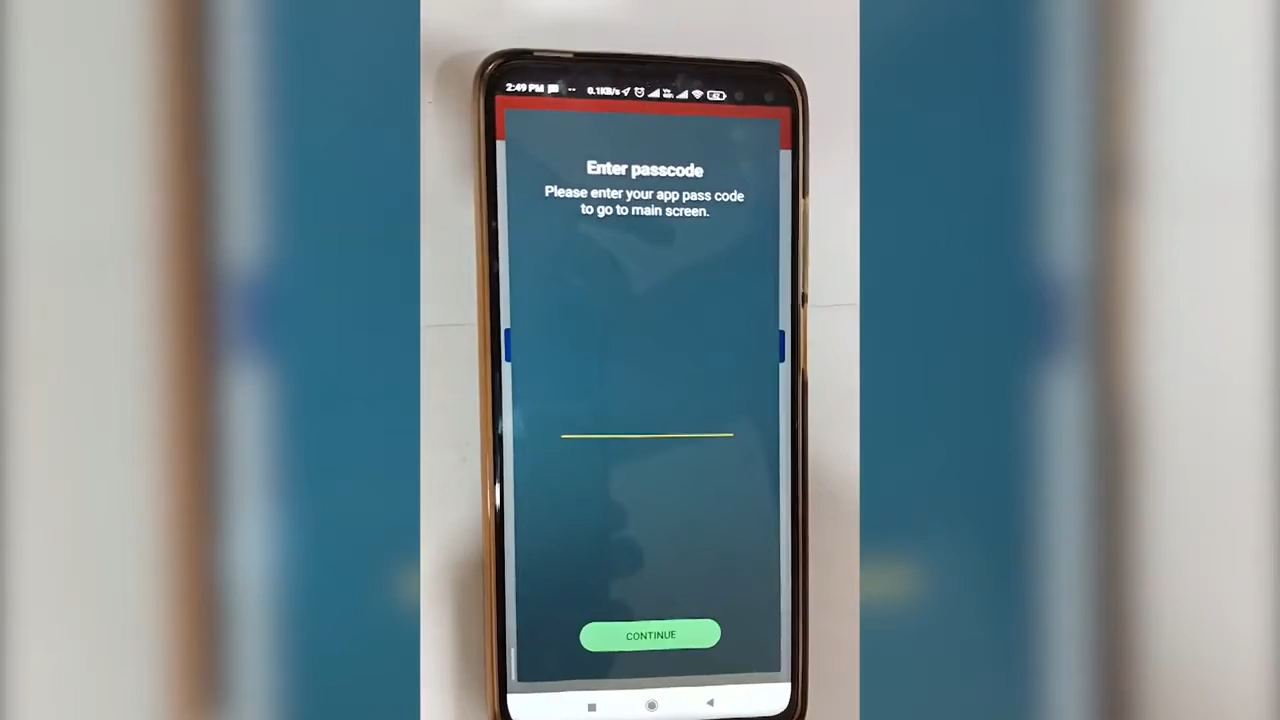 2:49 PM
0.1KB/s
Enter passcode
Please enter your app pass code
to go to main screen.
CONTINUE